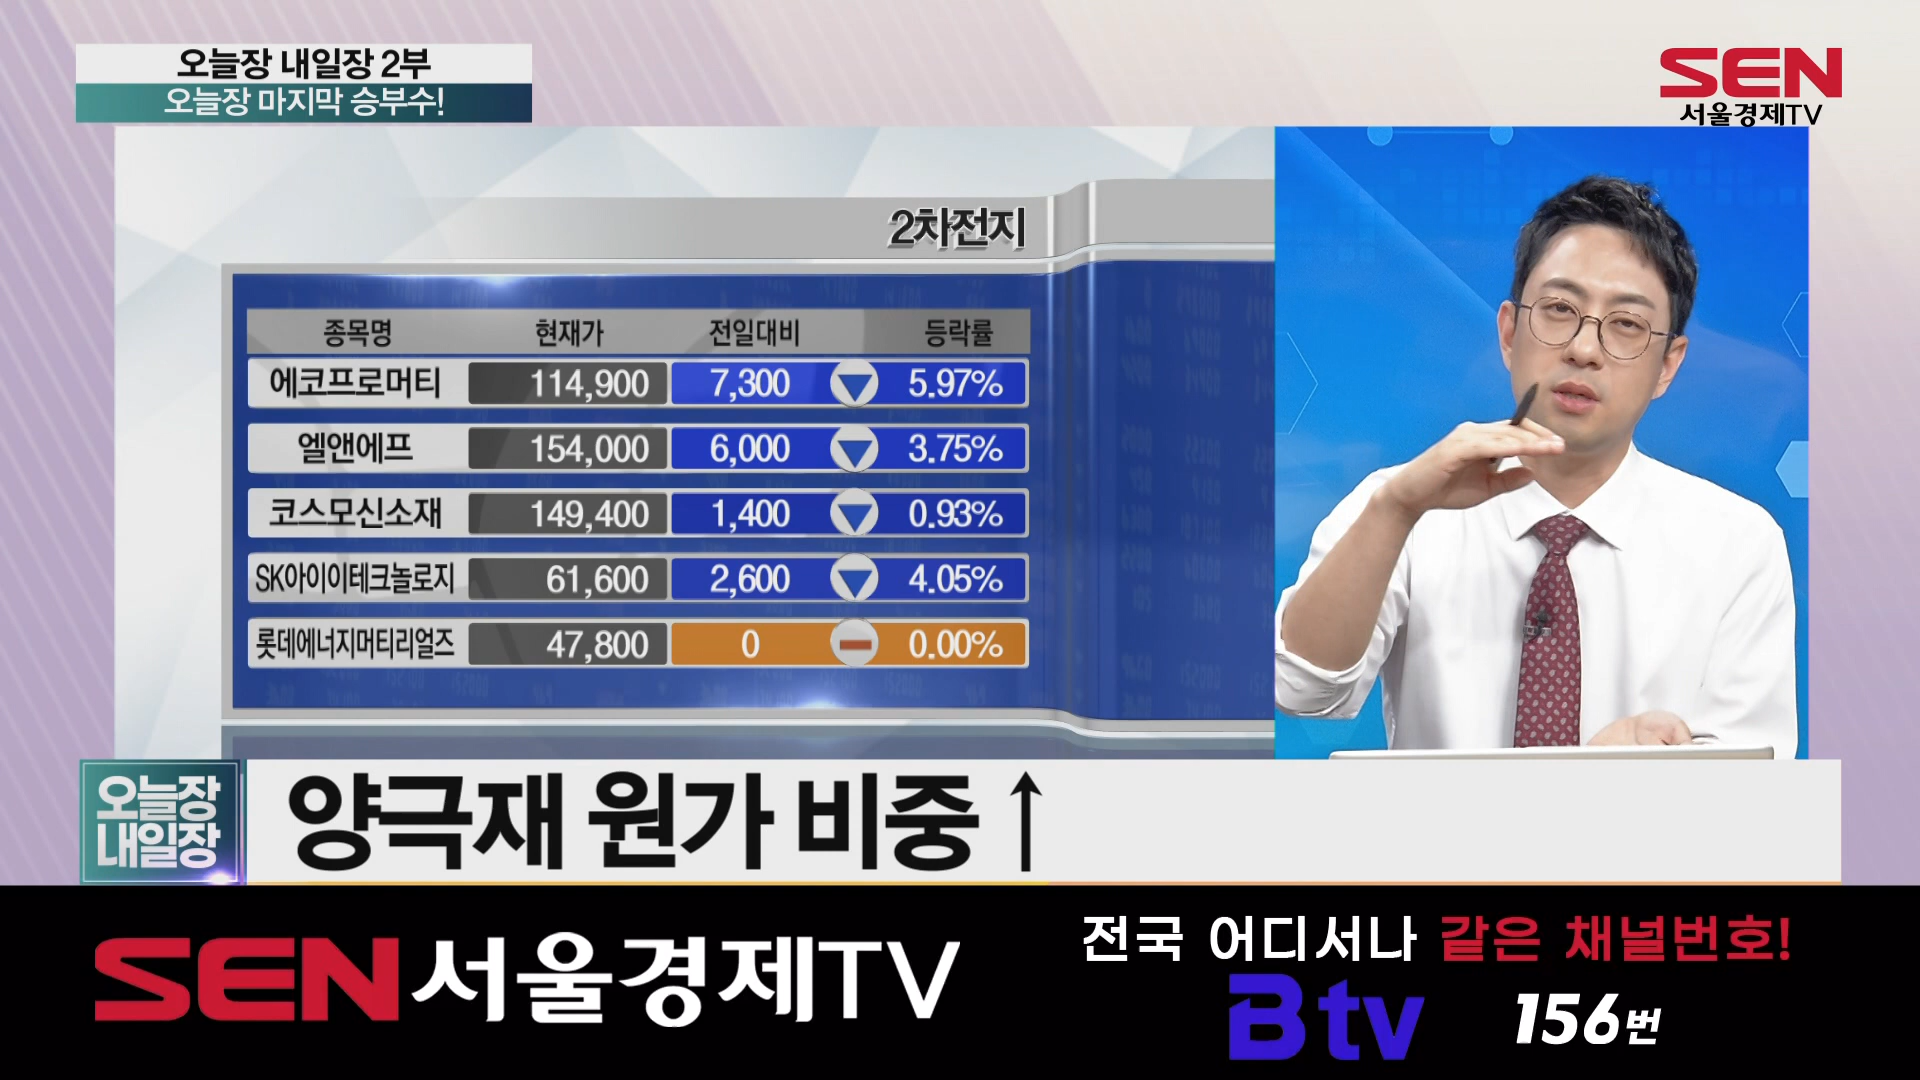 오늘장 내일장 2부
오늘장 마지막 승부수!
SEN
서울경제TV
2차전지
종목명 현재가 전일대비 등락률
에코프로머티 114,900 7,300 ▼ 5.97%
엘앤에프 154,000 6,000 ▼ 3.75%
코스모신소재 149,400 1,400 ▼ 0.93%
SK아이이테크놀로지 61,600 2,600 ▼ 4.05%
롯데에너지머티리얼즈 47,800 0 - 0.00%
오늘장
내일장
양극재 원가 비중 ↑
SEN 서울경제TV
전국 어디서나 같은 채널번호!
B tv 156번